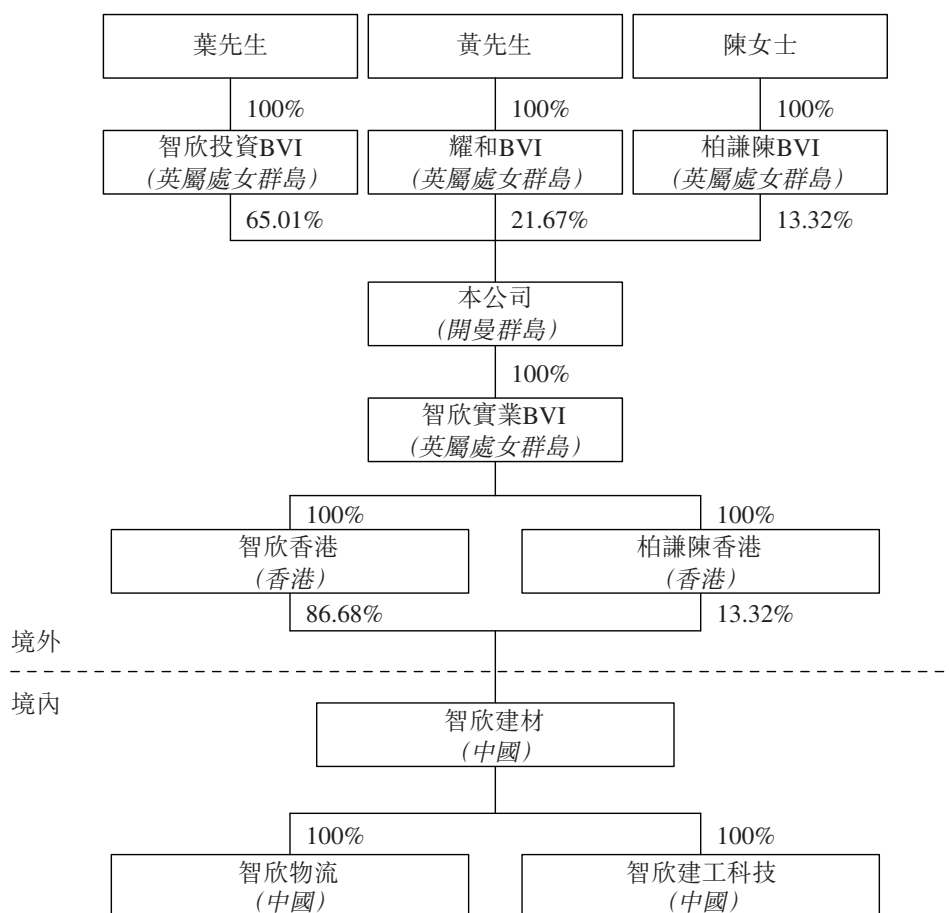 葉先生
黃先生
陳女士
100%
100%
100%
智欣投資BVI
(英屬處女群島)
耀和BVI
(英屬處女群島)
柏謙陳BVI
(英屬處女群島)
65.01%
21.67%
13.32%
本公司
(開曼群島)
100%
智欣實業BVI
(英屬處女群島)
100%
100%
智欣香港
(香港)
柏謙陳香港
(香港)
86.68%
13.32%
境外
境內
智欣建材
(中國)
100%
100%
智欣物流
(中國)
智欣建工科技
(中國)